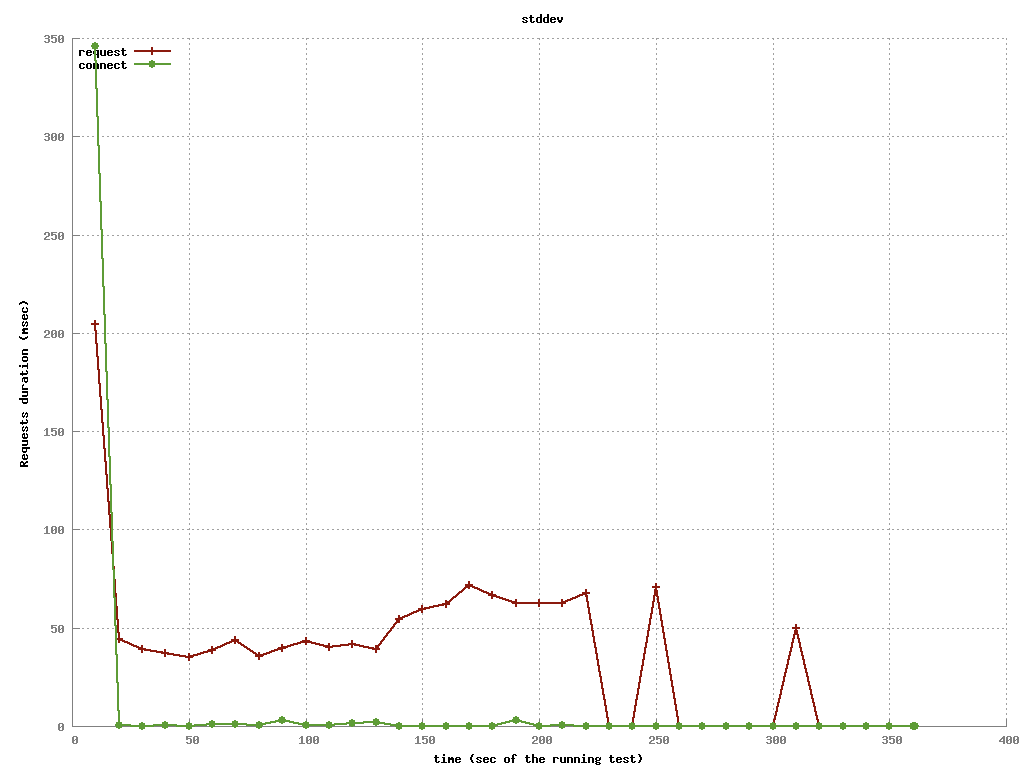 stddev
350
request
connect
300
250
200
150
100
50
0
Requests duration (msec)
0 50 100 150 200 250 300 350 400
time (sec of the running test)